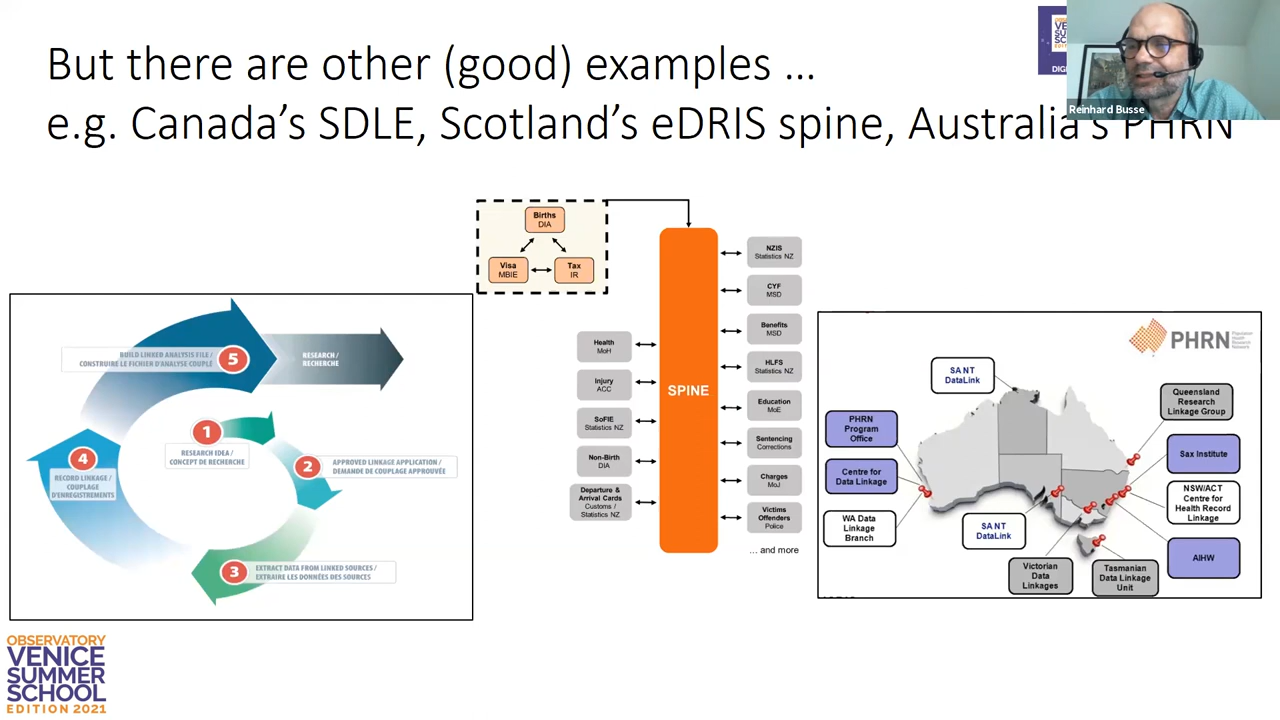 But there are other (good) examples ...
e.g. Canada's SDLE, Scotland's eDRIS spine, Australia's PHRN
Reinhard Busse
BUILD LINKED ANALYSIS FILE /
CONSTRUIRE LE FICHIER D'ANALYSE COUPLÉ
5
RESEARCH /
RECHERCHE
1
RESEARCH IDEA /
CONCEPT DE RECHERCHE
2
APPROVED LINKAGE APPLICATION /
DEMANDE DE COUPLAGE APPROUVÉE
4
RECORD LINKAGE /
COUPLAGE
D'ENREGISTREMENTS
3
EXTRACT DATA FROM LINKED SOURCES /
EXTRAIRE LES DONNÉES DES SOURCES
Births
DIA
Visa
MBIE
Tax
IR
Health
MoH
Injury
ACC
SoFIE
Statistics NZ
Non-Birth
DIA
Departure &
Arrival Cards
Customs /
Statistics NZ
SPINE
NZIS
Statistics NZ
CYF
MSD
Benefits
MSD
HLFS
Statistics NZ
Education
MoE
Sentencing
Corrections
Charges
MoJ
Victims
Offenders
Police
... and more
PHRN
Population
Health
Research
Network
SA NT
DataLink
PHRN
Program
Office
Centre for
Data Linkage
WA Data
Linkage
Branch
SA NT
DataLink
Victorian
Data
Linkages
Tasmanian
Data Linkage
Unit
Queensland
Research
Linkage Group
Sax Institute
NSW/ACT
Centre for
Health Record
Linkage
AIHW
OBSERVATORY
VENICE
SUMMER
SCHOOL
EDITION 2021